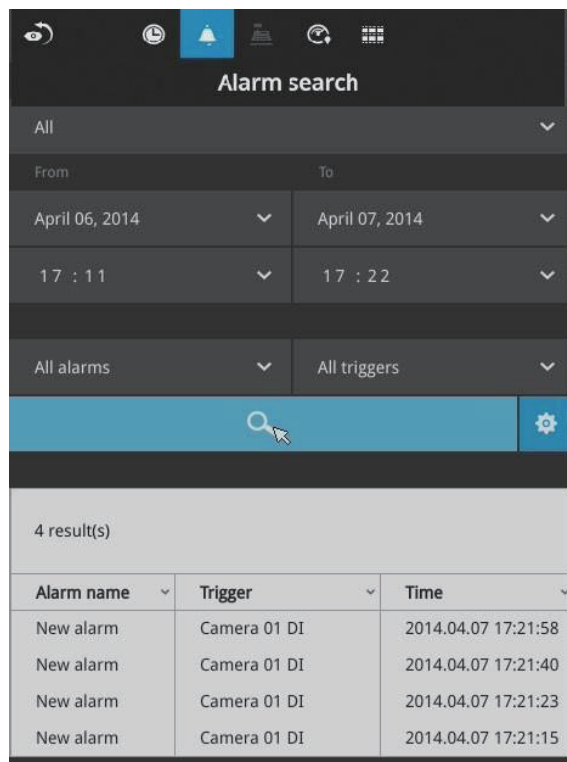 Alarm search
All
From To
April 06, 2014 April 07, 2014
17 : 11 17 : 22
All alarms All triggers
4 result(s)
Alarm name Trigger Time
New alarm Camera 01 DI 2014.04.07 17:21:58
New alarm Camera 01 DI 2014.04.07 17:21:40
New alarm Camera 01 DI 2014.04.07 17:21:23
New alarm Camera 01 DI 2014.04.07 17:21:15